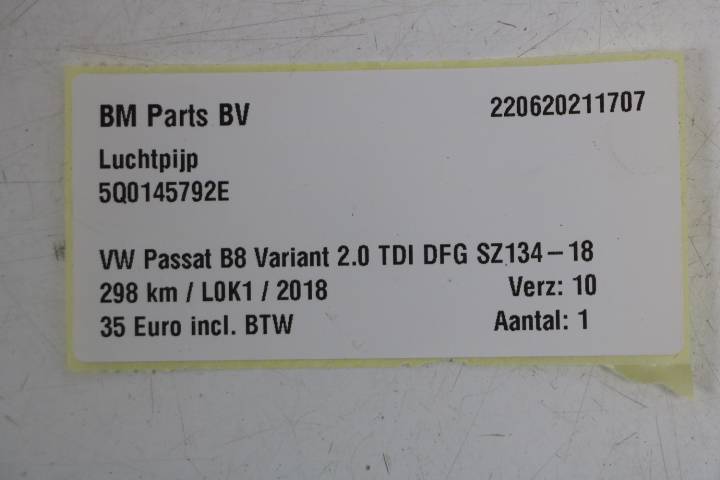 BM Parts BV 220620211707
Luchtpijp
5Q0145792E
VW Passat B8 Variant 2.0 TDI DFG SZ134-18
298 km / L0K1 / 2018 Verz: 10
35 Euro incl. BTW Aantal: 1